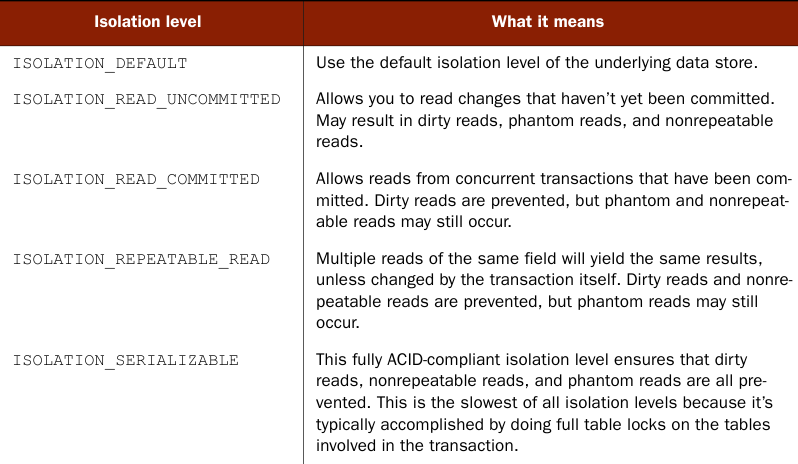 Isolation level
What it means
ISOLATION_DEFAULT
Use the default isolation level of the underlying data store.
ISOLATION_READ_UNCOMMITTED
Allows you to read changes that haven’t yet been committed.
May result in dirty reads, phantom reads, and nonrepeatable
reads.
ISOLATION_READ_COMMITTED
Allows reads from concurrent transactions that have been com-
mitted. Dirty reads are prevented, but phantom and nonrepeat-
able reads may still occur.
ISOLATION_REPEATABLE_READ
Multiple reads of the same field will yield the same results,
unless changed by the transaction itself. Dirty reads and nonre-
peatable reads are prevented, but phantom reads may still
occur.
ISOLATION_SERIALIZABLE
This fully ACID-compliant isolation level ensures that dirty
reads, nonrepeatable reads, and phantom reads are all pre-
vented. This is the slowest of all isolation levels because it’s
typically accomplished by doing full table locks on the tables
involved in the transaction.